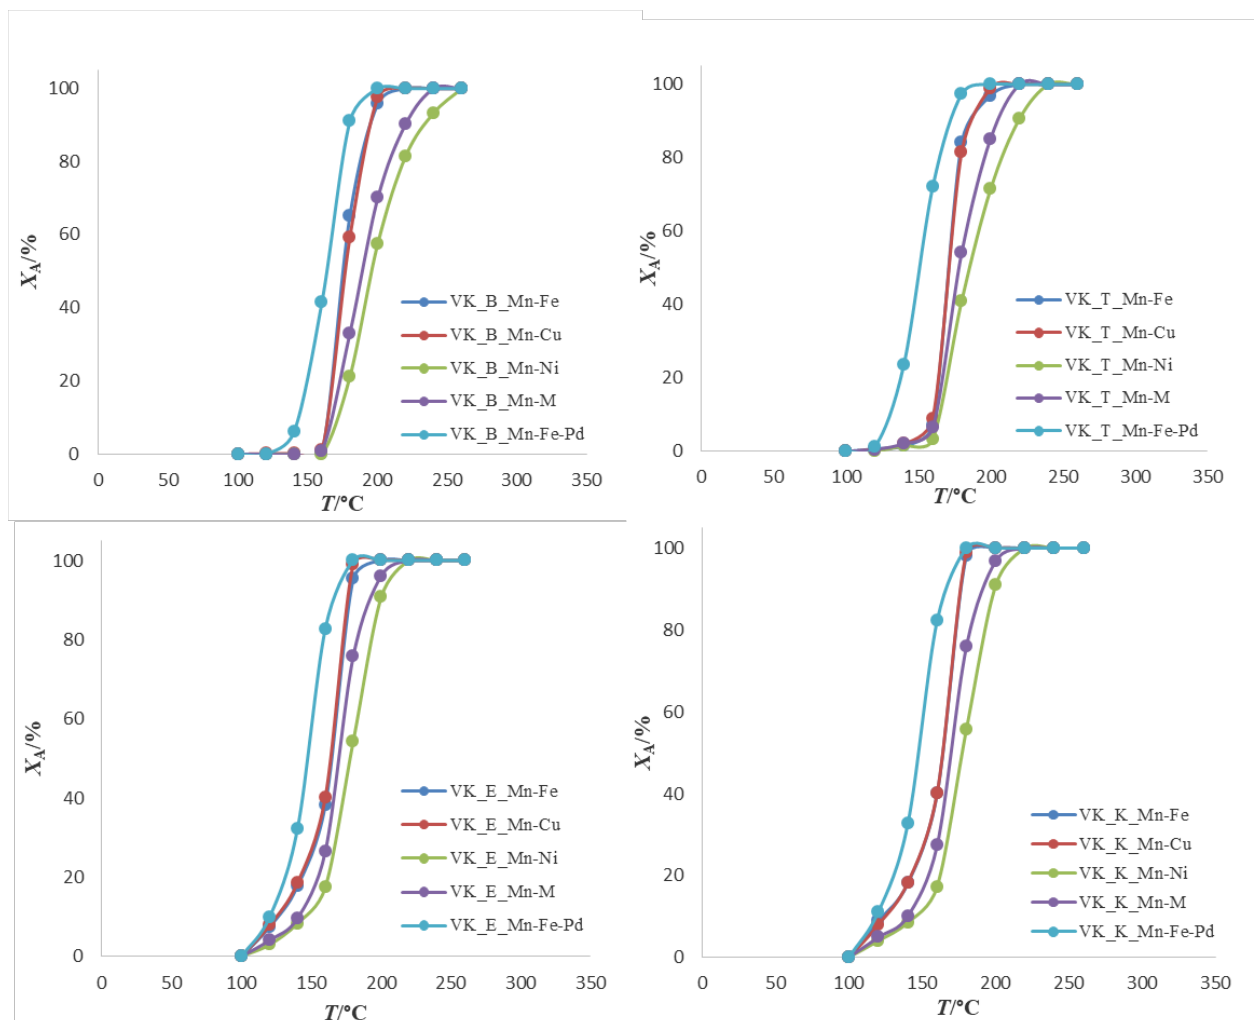 100
80
60
40
20
0
X_A/%
VK_B_Mn-Fe
VK_B_Mn-Cu
VK_B_Mn-Ni
VK_B_Mn-M
VK_B_Mn-Fe-Pd
0 50 100 150 200 250 300 350
T/°C
100
80
60
40
20
0
X_A/%
VK_T_Mn-Fe
VK_T_Mn-Cu
VK_T_Mn-Ni
VK_T_Mn-M
VK_T_Mn-Fe-Pd
0 50 100 150 200 250 300 350
T/°C
100
80
60
40
20
0
X_A/%
VK_E_Mn-Fe
VK_E_Mn-Cu
VK_E_Mn-Ni
VK_E_Mn-M
VK_E_Mn-Fe-Pd
0 50 100 150 200 250 300 350
T/°C
100
80
60
40
20
0
X_A/%
VK_K_Mn-Fe
VK_K_Mn-Cu
VK_K_Mn-Ni
VK_K_Mn-M
VK_K_Mn-Fe-Pd
0 50 100 150 200 250 300 350
T/°C